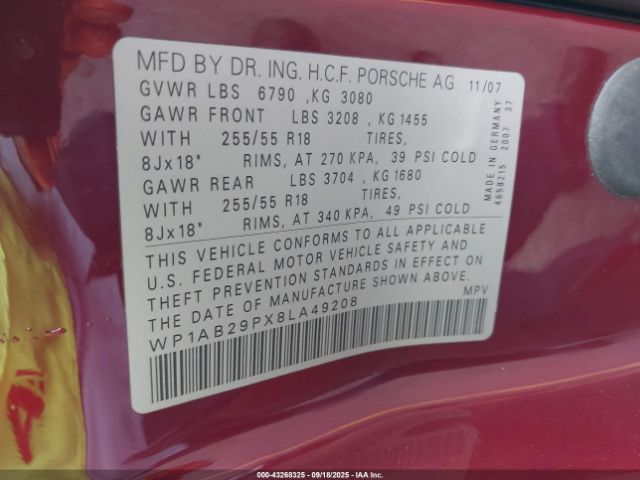 MFD BY DR. ING. H.C.F. PORSCHE AG 11/07
GVWR LBS 6790 ,KG 3080
GAWR FRONT LBS 3208 , KG 1455
WITH 255/55 R18 TIRES,
8Jx18" RIMS, AT 270 KPA, 39 PSI COLD
GAWR REAR LBS 3704 , KG 1680
WITH 255/55 R18 TIRES,
8Jx18" RIMS, AT 340 KPA, 49 PSI COLD
THIS VEHICLE CONFORMS TO ALL APPLICABLE
U.S. FEDERAL MOTOR VEHICLE SAFETY AND
THEFT PREVENTION STANDARDS IN EFFECT ON
THE DATE OF MANUFACTURE SHOWN ABOVE.
WP1AB29PX8LA49208 MPV
MADE IN GERMANY
4658215 2007 37
000-43268325 - 09/18/2025 - IAA Inc.